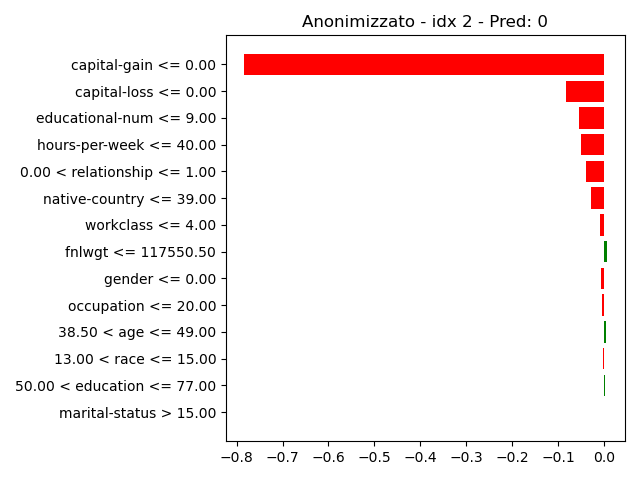 Anonimizzato - idx 2 - Pred: 0
capital-gain <= 0.00
capital-loss <= 0.00
educational-num <= 9.00
hours-per-week <= 40.00
0.00 < relationship <= 1.00
native-country <= 39.00
workclass <= 4.00
fnlwgt <= 117550.50
gender <= 0.00
occupation <= 20.00
38.50 < age <= 49.00
13.00 < race <= 15.00
50.00 < education <= 77.00
marital-status > 15.00
−0.8 −0.7 −0.6 −0.5 −0.4 −0.3 −0.2 −0.1 0.0